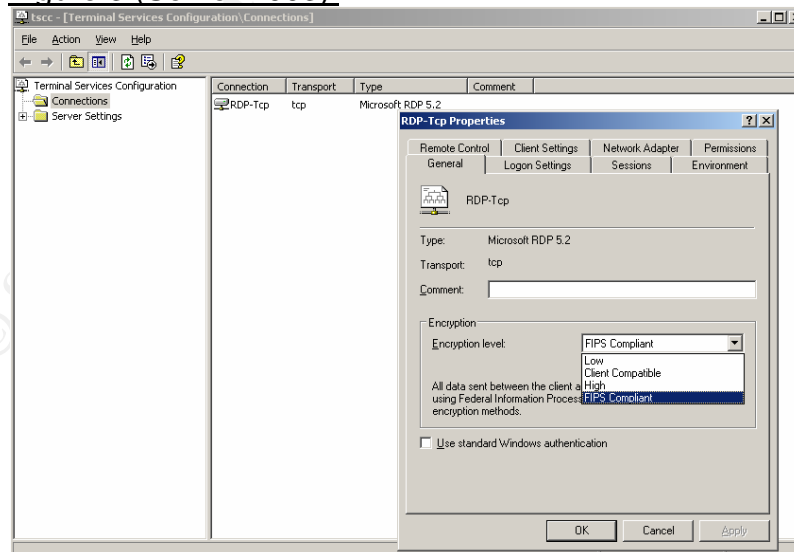 tscc - [Terminal Services Configuration\Connections]
File Action View Help
Terminal Services Configuration
Connections
Server Settings
Connection Transport Type Comment
RDP-Tcp tcp Microsoft RDP 5.2
RDP-Tcp Properties
Remote Control Client Settings Network Adapter Permissions
General Logon Settings Sessions Environment
RDP-Tcp
Type: Microsoft RDP 5.2
Transport: tcp
Comment:
Encryption
Encryption level: FIPS Compliant
Low
Client Compatible
High
FIPS Compliant
All data sent between the client a
using Federal Information Process
encryption methods.
Use standard Windows authentication
OK Cancel Apply